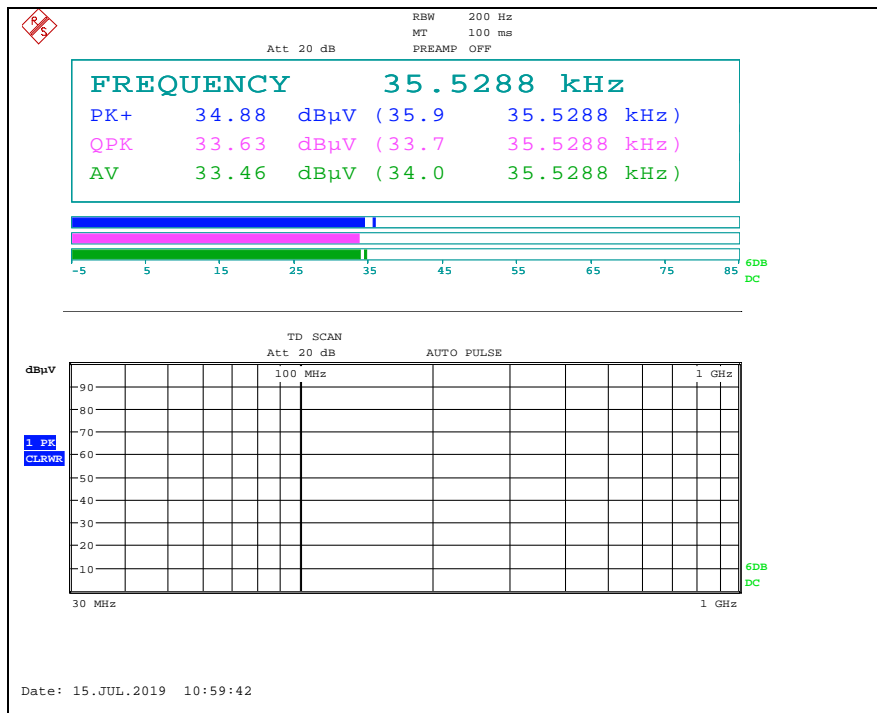 R S
RBW 200 Hz
MT 100 ms
Att 20 dB PREAMP OFF
FREQUENCY 35.5288 kHz
PK+ 34.88 dBµV (35.9 35.5288 kHz)
QPK 33.63 dBµV (33.7 35.5288 kHz)
AV 33.46 dBµV (34.0 35.5288 kHz)
-5 5 15 25 35 45 55 65 75 85
6DB
DC
TD SCAN
Att 20 dB AUTO PULSE
dBµV
100 MHz 1 GHz
90
80
70
1 PK
CLRWR
60
50
40
30
20
10
6DB
DC
30 MHz 1 GHz
Date: 15.JUL.2019 10:59:42